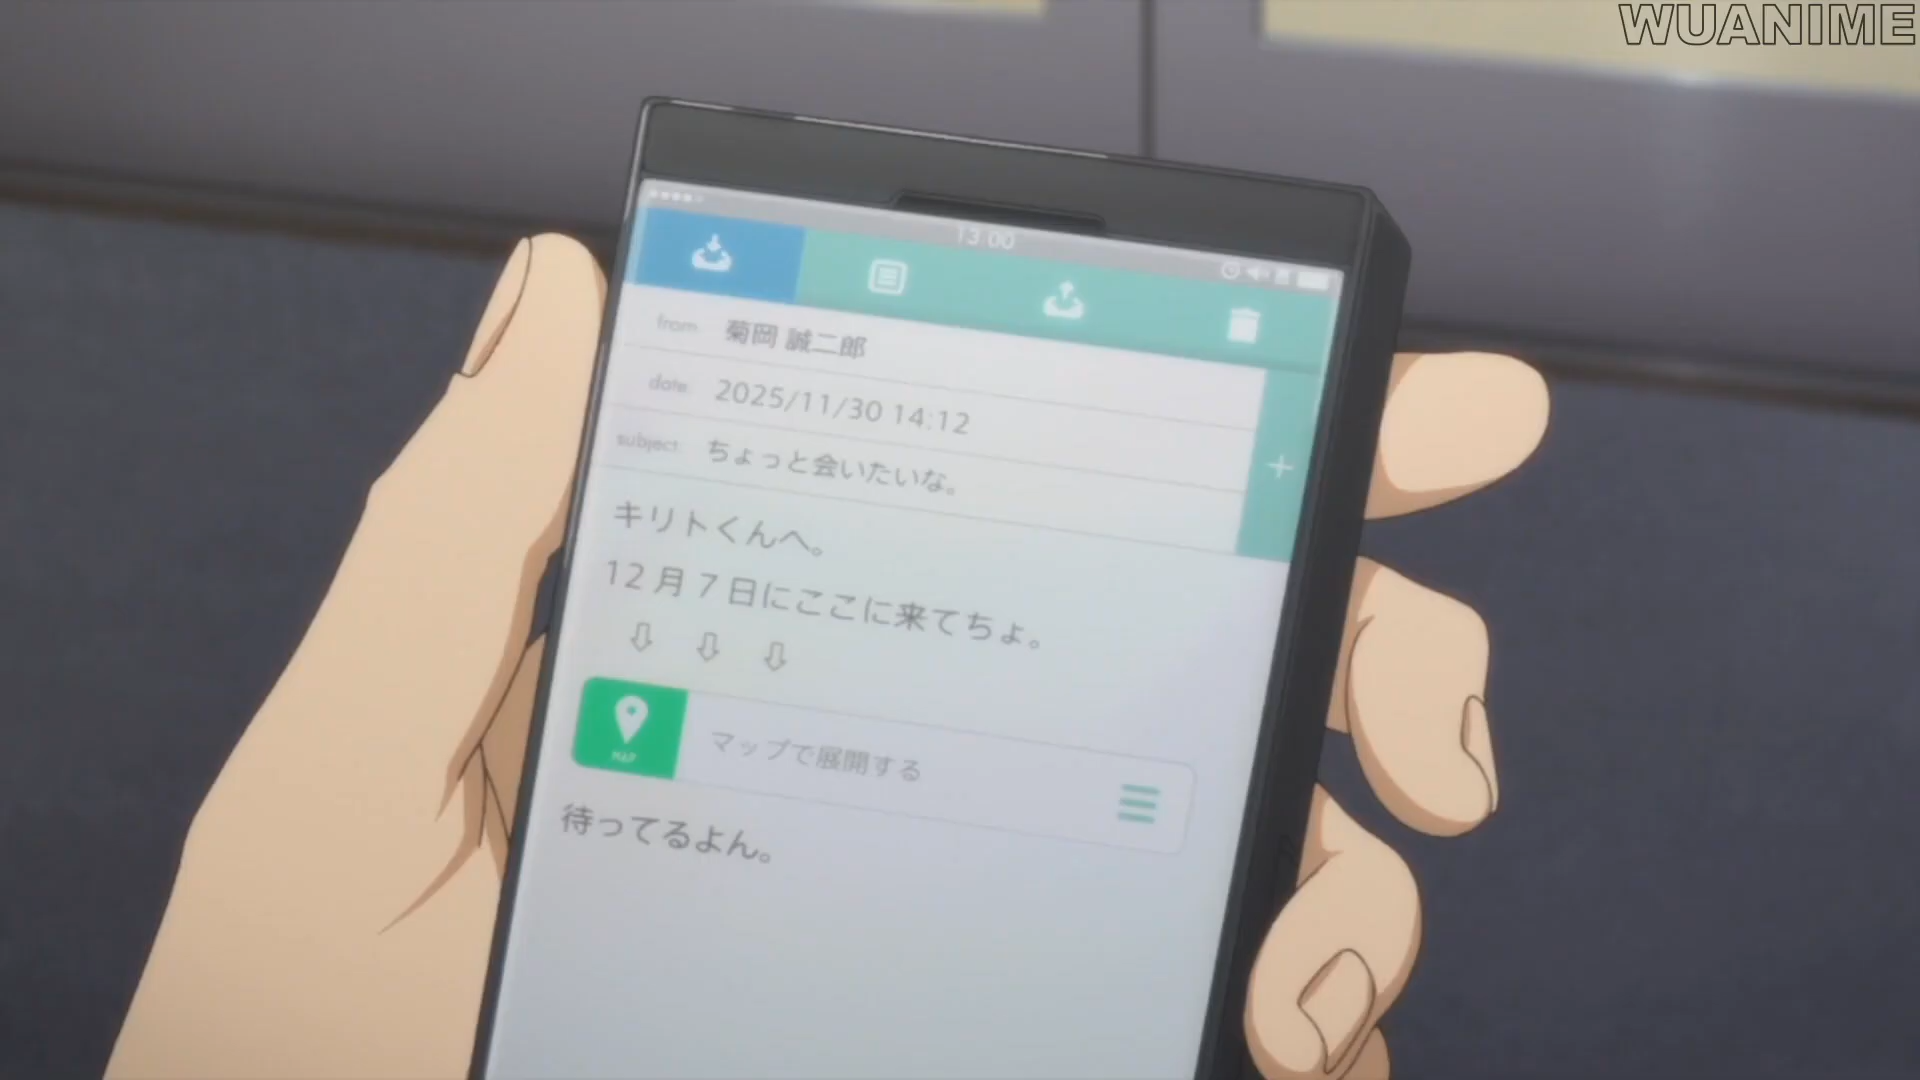 WUANIME
13:00
from: 菊岡 誠二郎
date: 2025/11/30 14:12
subject: ちょっと会いたいな。
キリトくんへ。
12月7日にここに来てちょ。
⇩ ⇩ ⇩
MAP
マップで展開する
待ってるよん。